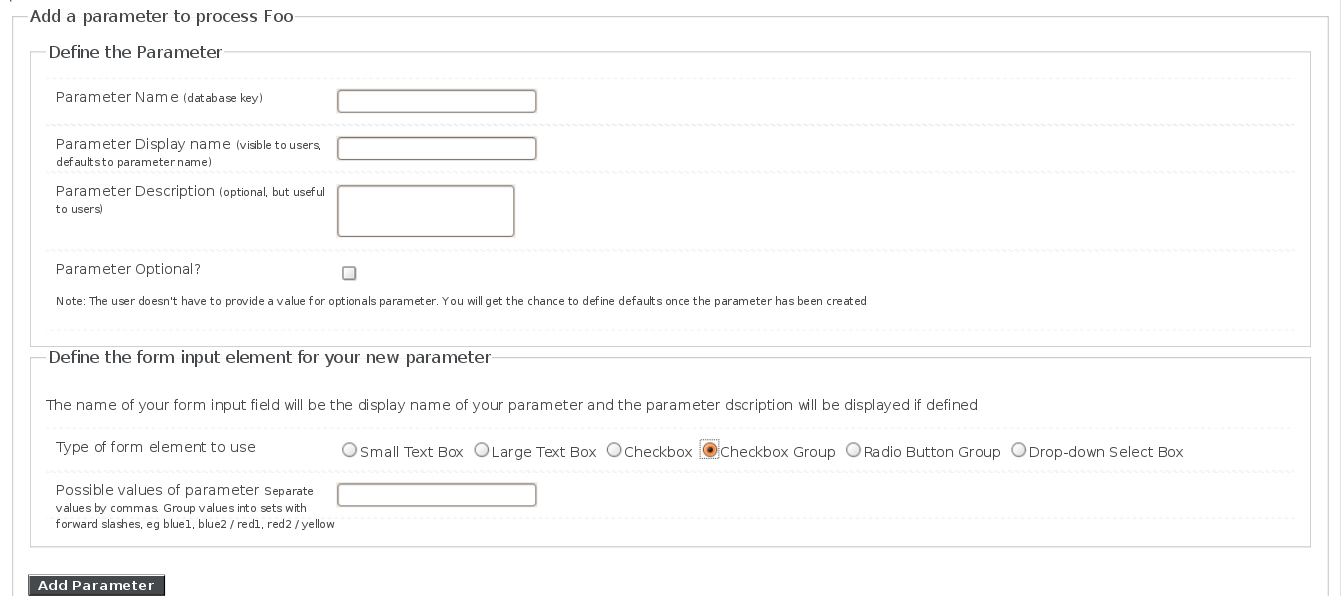 Add a parameter to process Foo
Define the Parameter
Parameter Name (database key)
Parameter Display name (visible to users,
defaults to parameter name)
Parameter Description (optional, but useful
to users)
Parameter Optional?
Note: The user doesn't have to provide a value for optionals parameter. You will get the chance to define defaults once the parameter has been created
Define the form input element for your new parameter
The name of your form input field will be the display name of your parameter and the parameter dscription will be displayed if defined
Type of form element to use
Small Text Box Large Text Box Checkbox Checkbox Group Radio Button Group Drop-down Select Box
Possible values of parameter separate
values by commas. Group values into sets with
forward slashes, eg blue1, blue2 / red1, red2 / yellow
Add Parameter